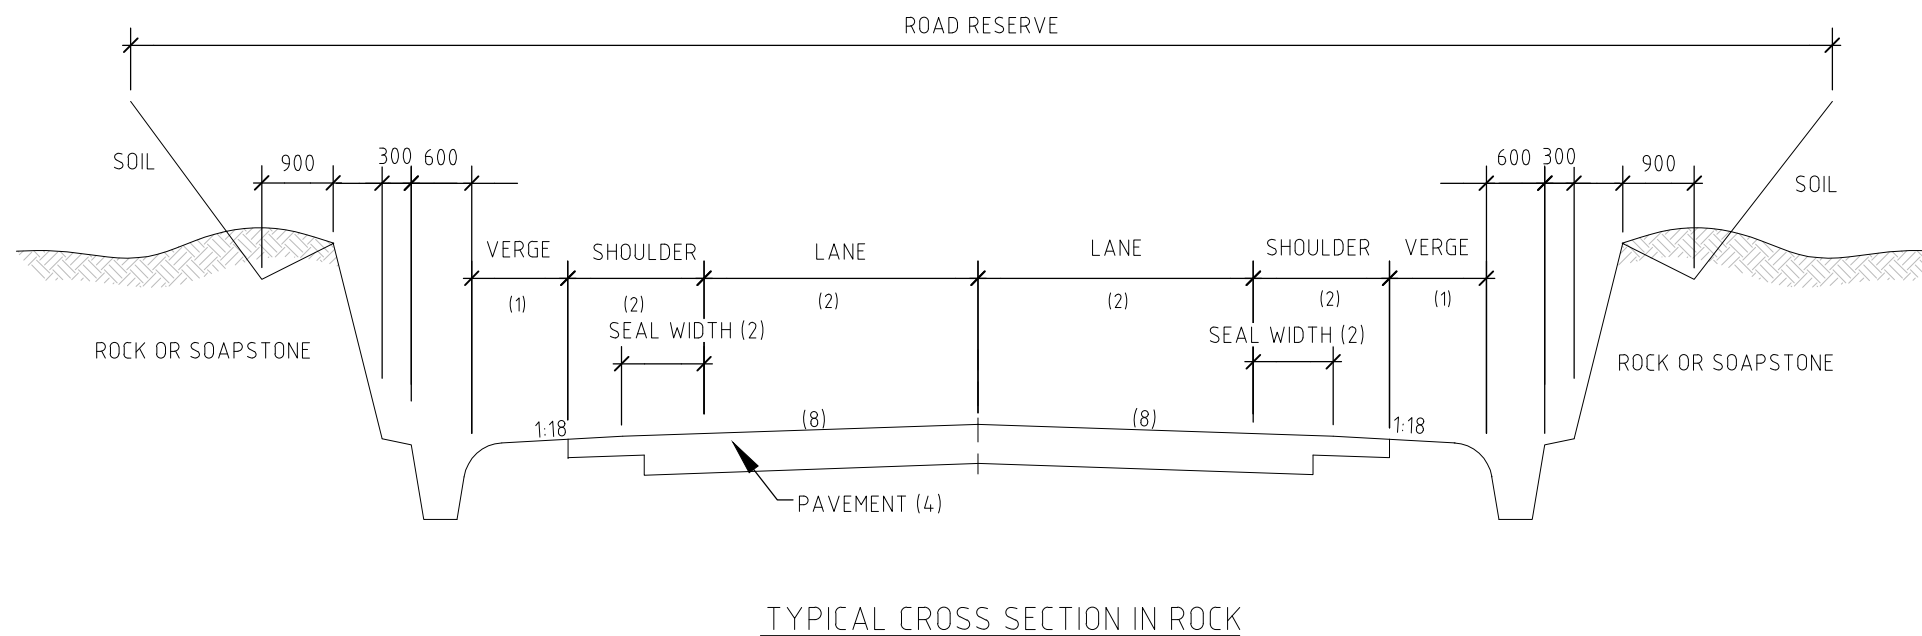 ROAD RESERVE
SOIL
900
300
600
600
300
900
SOIL
VERGE
SHOULDER
LANE
LANE
SHOULDER
VERGE
(1)
(2)
(2)
(2)
(2)
(1)
SEAL WIDTH (2)
SEAL WIDTH (2)
ROCK OR SOAPSTONE
ROCK OR SOAPSTONE
1:18
(8)
(8)
1:18
PAVEMENT (4)
TYPICAL CROSS SECTION IN ROCK